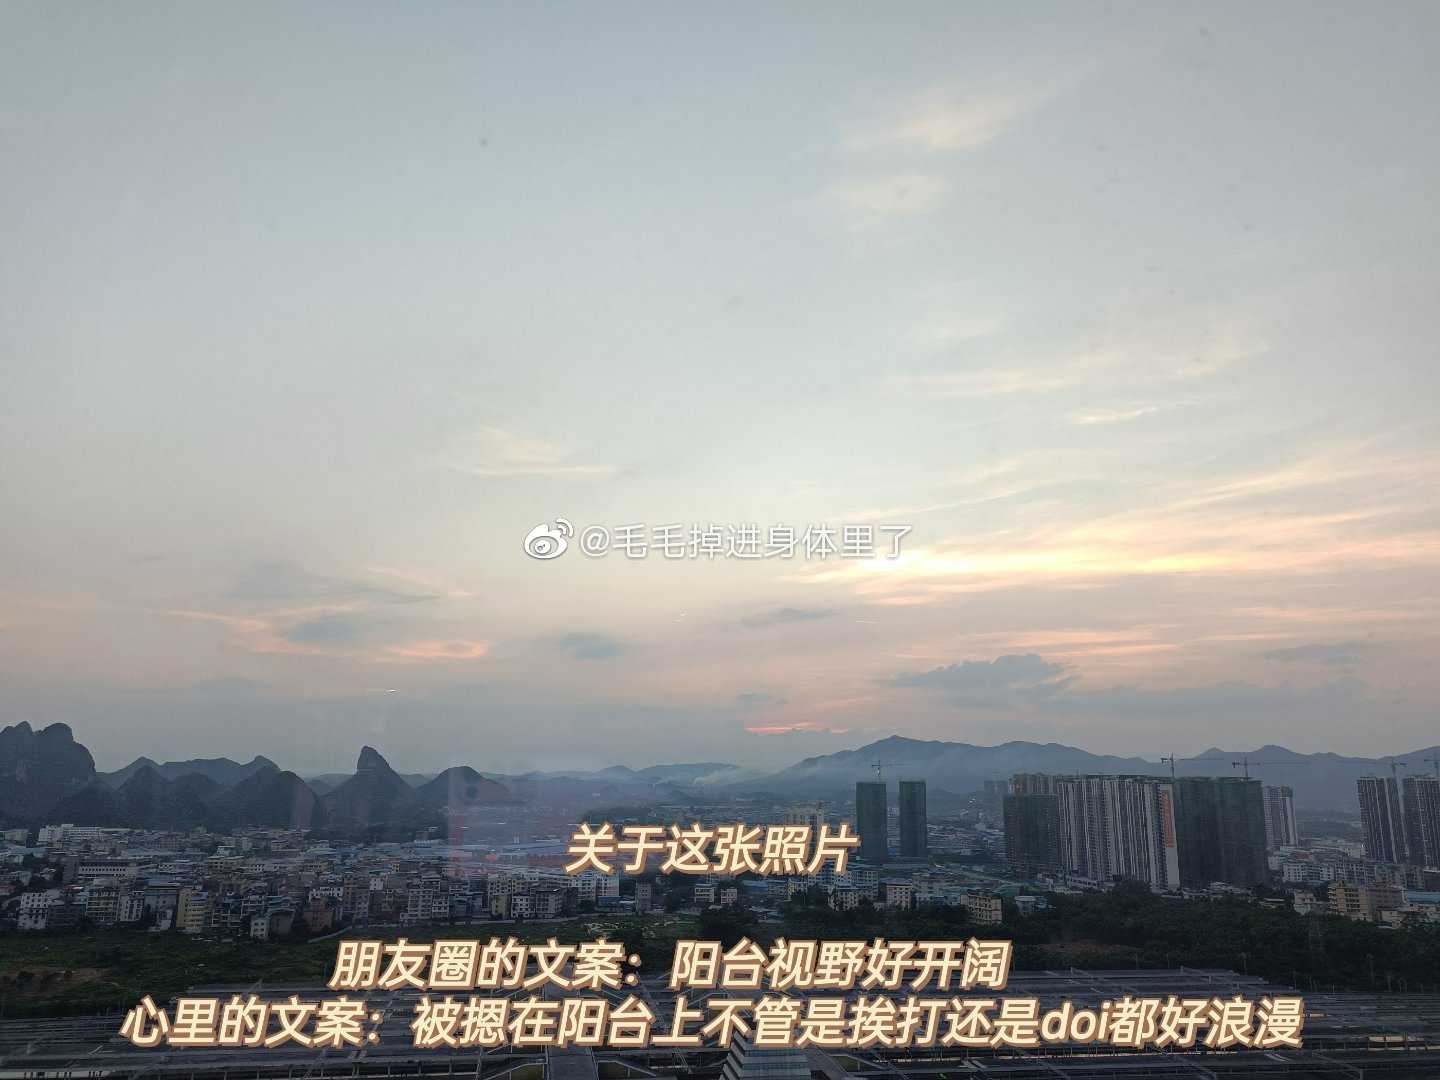 @毛毛掉进身体里了
关于这张照片
朋友圈的文案：阳台视野好开阔
心里的文案：被摁在阳台上不管是挨打还是doi都好浪漫